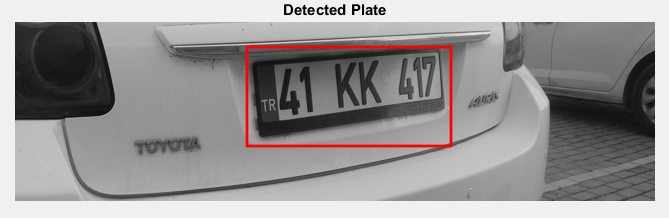 Detected Plate
TR 41 KK 417
TOYOTA
AURIS